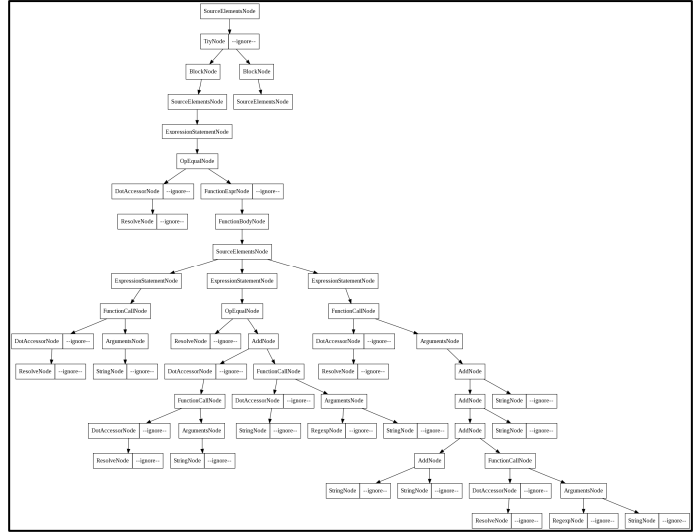 SourceElementsNode
TryNode --ignore--
BlockNode BlockNode
SourceElementsNode SourceElementsNode
ExressionStatementNode
OpEqualNode
DotAccessorNode --ignore-- FunctionExprNode --ignore--
ResolveNode --ignore-- FunctionBodyNode
SourceElementsNode
ExpressionStatementNode ExpressionStatementNode ExpressionStatementNode
FunctionCallNode OpEqualNode FunctionCallNode
DotAccessorNode --ignore-- ArgumentsNode ResolveNode --ignore-- AddNode DotAccessorNode --ignore-- ArgumentsNode
ResolveNode --ignore-- StringNode --ignore-- DotAccessorNode --ignore-- FunctionCallNode ResolveNode --ignore-- AddNode
FunctionCallNode DotAccessorNode --ignore-- ArgumentsNode AddNode StringNode --ignore--
DotAccessorNode --ignore-- ArgumentsNode StringNode --ignore-- RegexpNode --ignore-- StringNode --ignore-- AddNode StringNode --ignore--
ResolveNode --ignore-- StringNode --ignore-- AddNode FunctionCallNode
StringNode --ignore-- StringNode --ignore-- DotAccessorNode --ignore-- ArgumentsNode
ResolveNode --ignore-- RegexpNode --ignore-- StringNode --ignore--